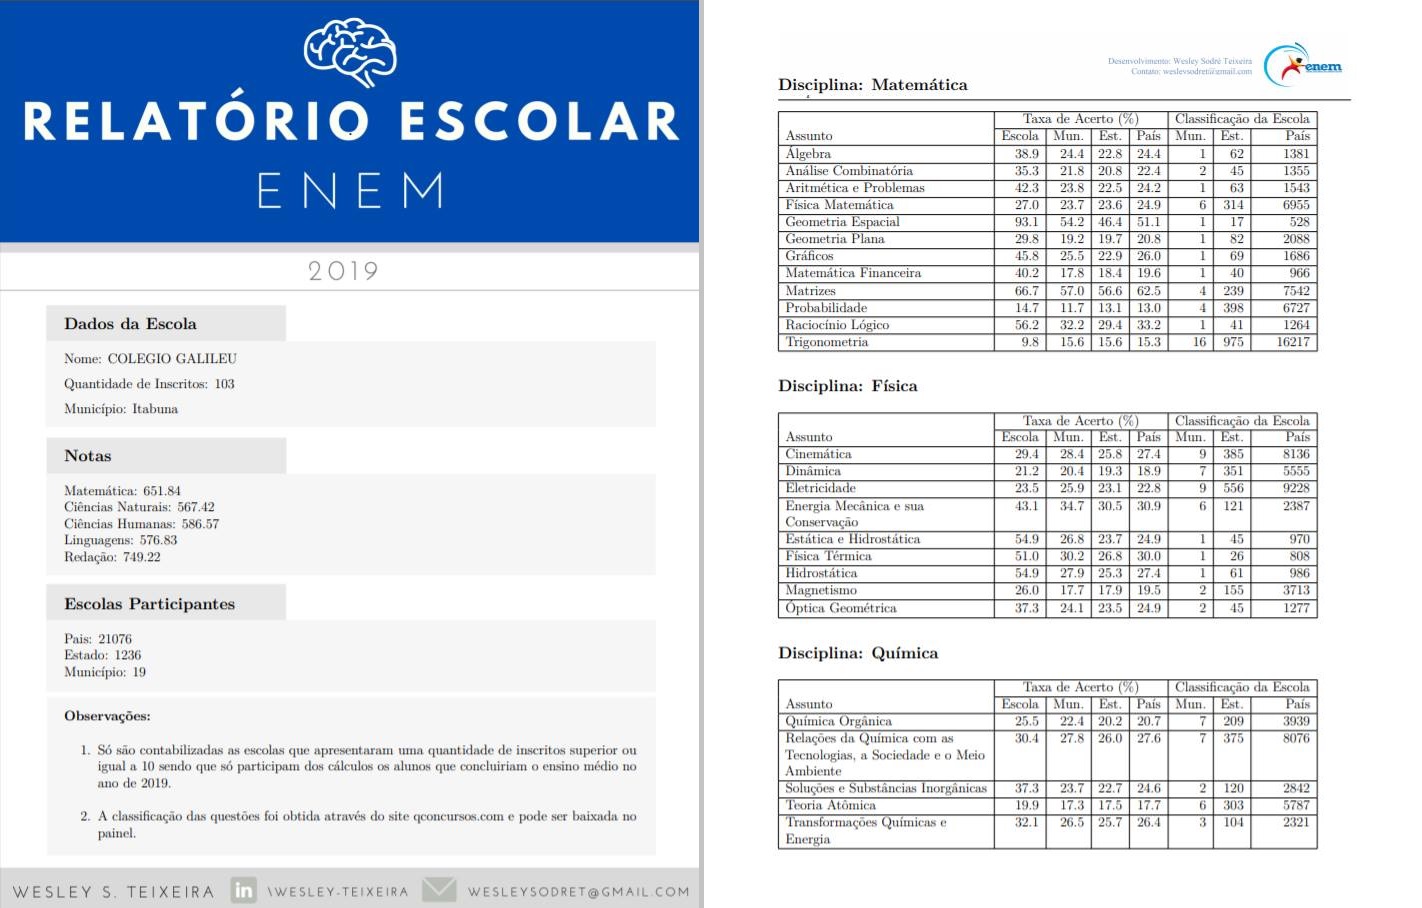 RELATÓRIO ESCOLAR
ENEM
2019
Dados da Escola
Nome: COLEGIO GALILEU
Quantidade de Inscritos: 103
Município: Itabuna
Notas
Matemática: 651.84
Ciências Naturais: 567.42
Ciências Humanas: 586.57
Linguagens: 576.83
Redação: 749.22
Escolas Participantes
Pais: 21076
Estado: 1236
Município: 19
Observações:
1. Só são contabilizadas as escolas que apresentaram uma quantidade de inscritos superior ou
igual a 10 sendo que só participam dos cálculos os alunos que concluiriam o ensino médio no
ano de 2019.
2. A classificação das questões foi obtida através do site qconcursos.com e pode ser baixada no
painel.
WESLEY S. TEIXEIRA in \WESLEY-TEIXEIRA WESLEYSODRET@GMAIL.COM
Desenvolvimento: Wesley Sodré Teixeira
Contato: wesleysodret@gmail.com
enem
Disciplina: Matemática
Taxa de Acerto (%) Classificação da Escola
Assunto Escola Mun. Est. País Mun. Est. País
Álgebra 38.9 24.4 22.8 24.4 1 62 1381
Análise Combinatória 35.3 21.8 20.8 22.4 2 45 1355
Aritmética e Problemas 42.3 23.8 22.5 24.2 1 63 1543
Física Matemática 27.0 23.7 23.6 24.9 6 314 6955
Geometria Espacial 93.1 54.2 46.4 51.1 1 17 528
Geometria Plana 29.8 19.2 19.7 20.8 1 82 2088
Gráficos 45.8 25.5 22.9 26.0 1 69 1686
Matemática Financeira 40.2 17.8 18.4 19.6 1 40 966
Matrizes 66.7 57.0 56.6 62.5 4 239 7542
Probabilidade 14.7 11.7 13.1 13.0 4 398 6727
Raciocínio Lógico 56.2 32.2 29.4 33.2 1 41 1264
Trigonometria 9.8 15.6 15.6 15.3 16 975 16217
Disciplina: Física
Taxa de Acerto (%) Classificação da Escola
Assunto Escola Mun. Est. País Mun. Est. País
Cinemática 29.4 28.4 25.8 27.4 9 385 8136
Dinâmica 21.2 20.4 19.3 18.9 7 351 5555
Eletricidade 23.5 25.9 23.1 22.8 9 556 9228
Energia Mecânica e sua 43.1 34.7 30.5 30.9 6 121 2387
Conservação
Estática e Hidrostática 54.9 26.8 23.7 24.9 1 45 970
Física Térmica 51.0 30.2 26.8 30.0 1 26 808
Hidrostática 54.9 27.9 25.3 27.4 1 61 986
Magnetismo 26.0 17.7 17.9 19.5 2 155 3713
Óptica Geométrica 37.3 24.1 23.5 24.9 2 45 1277
Disciplina: Química
Taxa de Acerto (%) Classificação da Escola
Assunto Escola Mun. Est. País Mun. Est. País
Química Orgânica 25.5 22.4 20.2 20.7 7 209 3939
Relações da Química com as 30.4 27.8 26.0 27.6 7 375 8076
Tecnologias, a Sociedade e o Meio
Ambiente
Soluções e Substâncias Inorgânicas 37.3 23.7 22.7 24.6 2 120 2842
Teoria Atômica 19.9 17.3 17.5 17.7 6 303 5787
Transformações Químicas e 32.1 26.5 25.7 26.4 3 104 2321
Energia